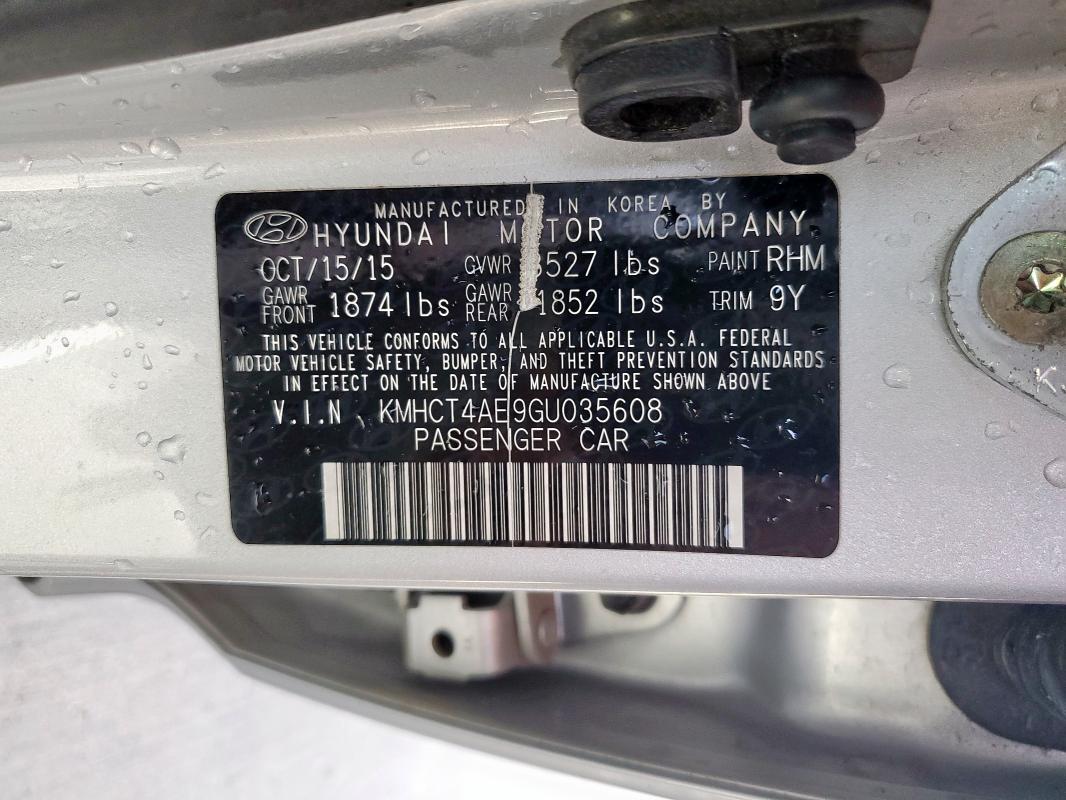 MANUFACTURED IN KOREA BY
HYUNDAI MOTOR COMPANY
OCT/15/15 GVWR 3527 lbs PAINT RHM
GAWR FRONT 1874 lbs GAWR REAR 1852 lbs TRIM 9Y
THIS VEHICLE CONFORMS TO ALL APPLICABLE U.S.A. FEDERAL
MOTOR VEHICLE SAFETY, BUMPER, AND THEFT PREVENTION STANDARDS
IN EFFECT ON THE DATE OF MANUFACTURE SHOWN ABOVE
V.I.N KMHCT4AE9GU035608
PASSENGER CAR